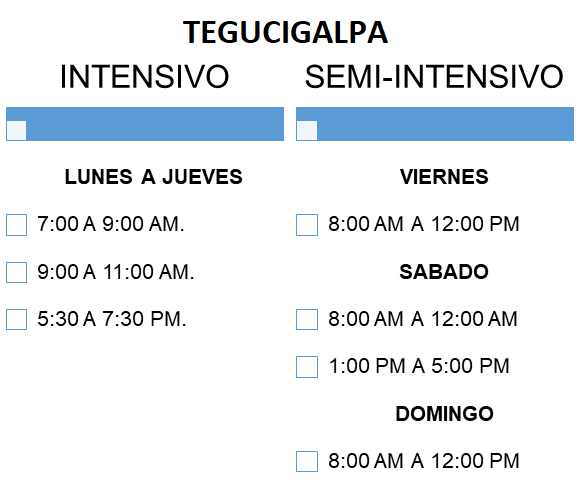 TEGUCIGALPA
INTENSIVO
LUNES A JUEVES
7:00 A 9:00 AM.
9:00 A 11:00 AM.
5:30 A 7:30 PM.
SEMI-INTENSIVO
VIERNES
8:00 AM A 12:00 PM
SABADO
8:00 AM A 12:00 AM
1:00 PM A 5:00 PM
DOMINGO
8:00 AM A 12:00 PM